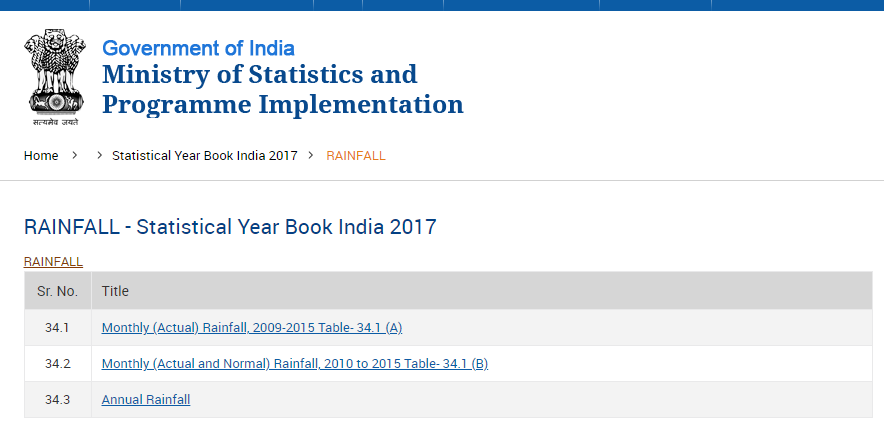 Government of India
Ministry of Statistics and
Programme Implementation
सत्यमेव जयते
Home > > Statistical Year Book India 2017 > RAINFALL
RAINFALL - Statistical Year Book India 2017
RAINFALL
Sr. No. Title
34.1 Monthly (Actual) Rainfall, 2009-2015 Table- 34.1 (A)
34.2 Monthly (Actual and Normal) Rainfall, 2010 to 2015 Table- 34.1 (B)
34.3 Annual Rainfall